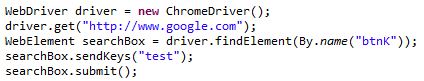 WebDriver driver = new ChromeDriver();
driver.get("http://www.google.com");
WebElement searchBox = driver.findElement(By.name("btnK"));
searchBox.sendKeys("test");
searchBox.submit();